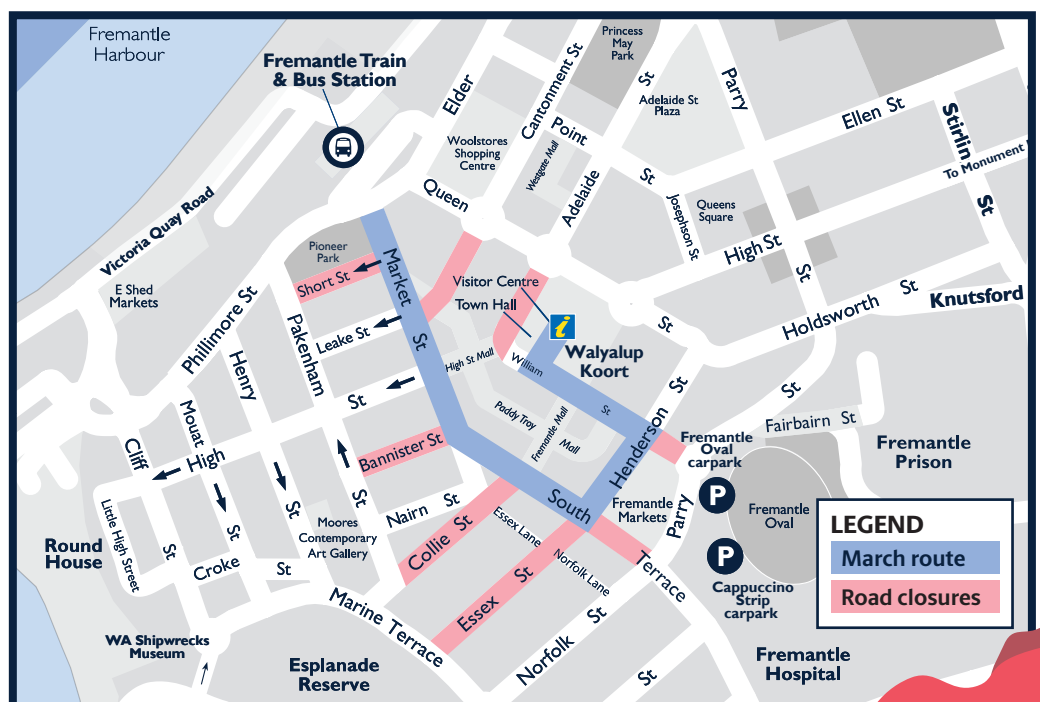 Fremantle
Harbour
Fremantle Train
& Bus Station
Elder
Cantonment St
Princess
May
Park
St
Adelaide St
Plaza
Parry
Ellen St
Stirlin
St
To Monument
Woolstores
Shopping
Centre
Point
St
Westgate Mall
Adelaide
Queen
Josephson St
Queens
Square
High St
St
Victoria Quay Road
E Shed
Markets
Pioneer
Park
Short St
Market
St
Visitor Centre
Town Hall
i
Holdsworth St
Knutsford
Phillimore St
Pakenham
St
Leake St
High St Mall
William
St
Walyalup
Koort
St
St
Henry
St
Mouat
St
Cliff
St
High
St
Paddy Troy
Mall
Fremantle Mall
Henderson
St
Fairbairn St
Fremantle
Oval
carpark
P
Fremantle
Prison
Bannister St
South
Terrace
Fremantle
Markets
Parry
Fremantle
Oval
P
Cappuccino
Strip
carpark
Nairn St
Collie St
Essex Lane
Norfolk Lane
Essex St
Norfolk St
St
Little High Street
Round
House
Croke St
Moores
Contemporary
Art Gallery
Marine Terrace
WA Shipwrecks
Museum
Esplanade
Reserve
Fremantle
Hospital
LEGEND
March route
Road closures